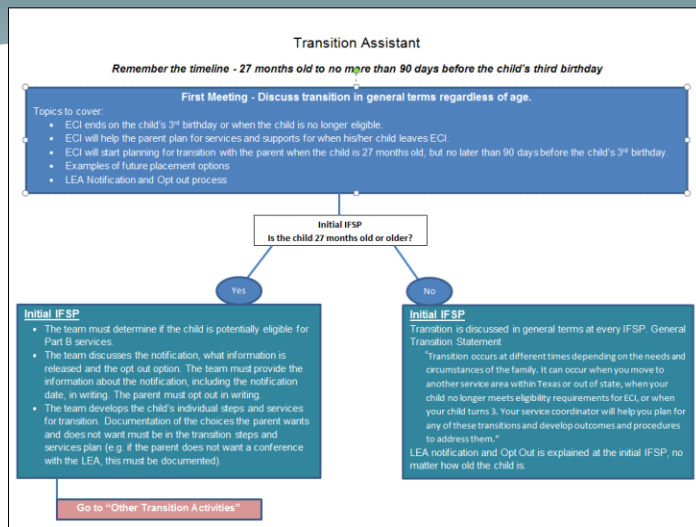 Transition Assistant
Remember the timeline - 27 months old to no more than 90 days before the child's third birthday
First Meeting - Discuss transition in general terms regardless of age.
Topics to cover:
• ECI ends on the child's 3rd birthday or when the child is no longer eligible.
• ECI will help the parent plan for services and supports for when his/her child leaves ECI.
• ECI will start planning for transition with the parent when the child is 27 months old, but no later than 90 days before the child's 3rd birthday.
• Examples of future placement options
• LEA Notification and Opt out process
Initial IFSP
Is the child 27 months old or older?
Yes
No
Initial IFSP
• The team must determine if the child is potentially eligible for
Part B services.
• The team discusses the notification, what information is
released and the opt out option. The team must provide the
information about the notification, including the notification
date, in writing. The parent must opt out in writing.
• The team develops the child's individual steps and services
for transition. Documentation of the choices the parent wants
and does not want must be in the transition steps and
services plan (e.g. if the parent does not want a conference
with the LEA, this must be documented).
Go to "Other Transition Activities"
Initial IFSP
Transition is discussed in general terms at every IFSP. General
Transition Statement
"Transition occurs at different times depending on the needs and
circumstances of the family. It can occur when you move to
another service area within Texas or out of state, when your
child no longer meets eligibility requirements for ECI, or when
your child turns 3. Your service coordinator will help you plan for
any of these transitions and develop outcomes and procedures
to address them."
LEA notification and Opt Out is explained at the initial IFSP, no
matter how old the child is.